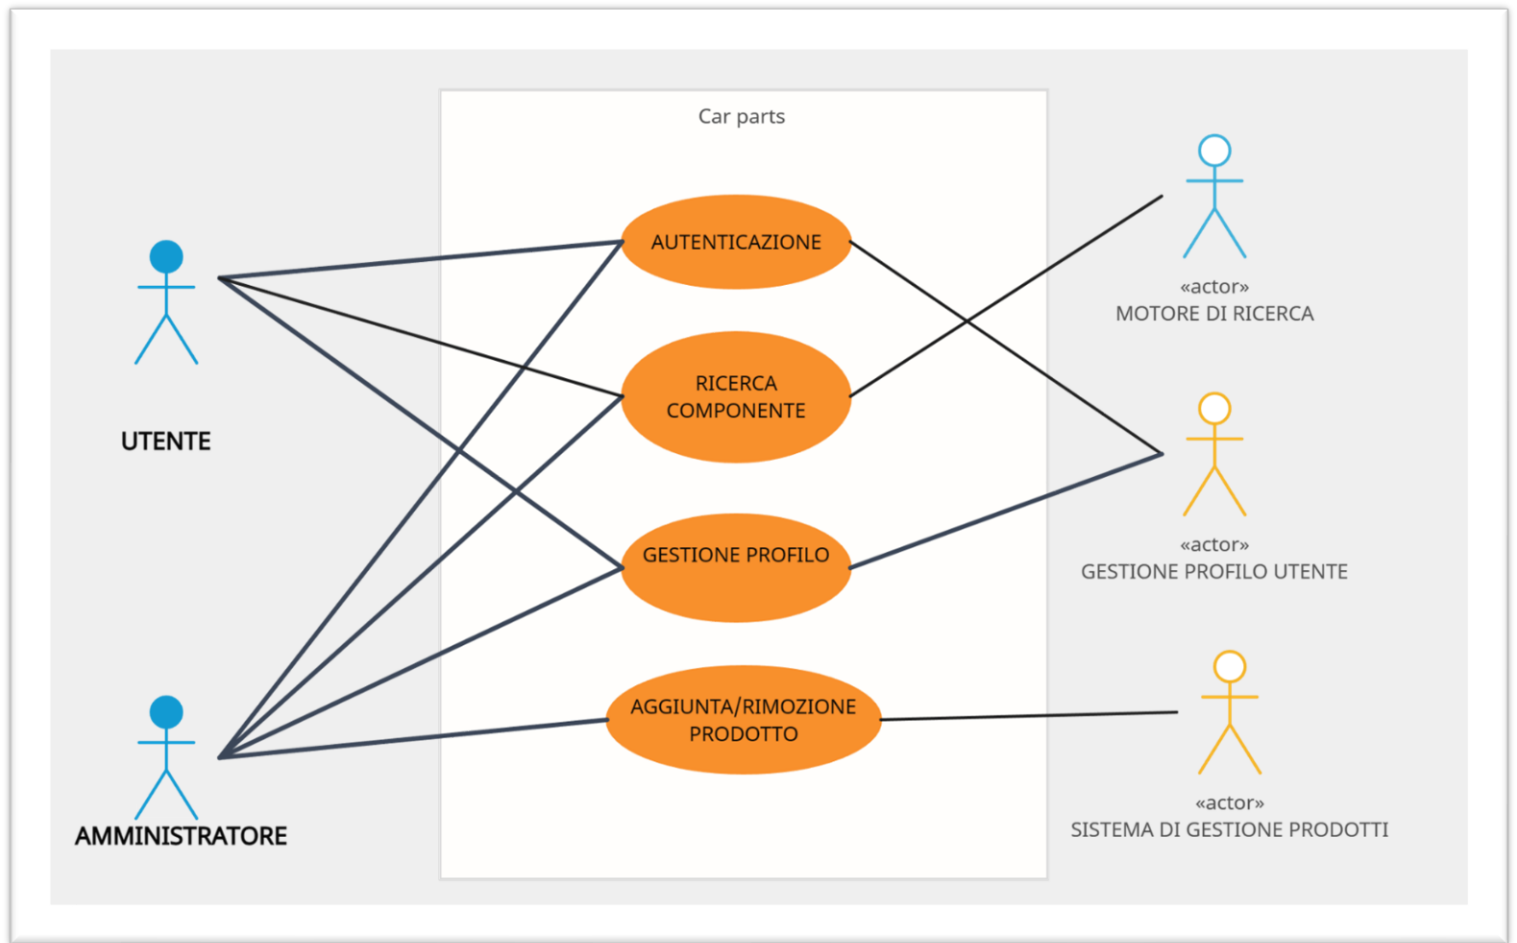 Car parts
UTENTE
AMMINISTRATORE
AUTENTICAZIONE
RICERCA
COMPONENTE
GESTIONE PROFILO
AGGIUNTA/RIMOZIONE
PRODOTTO
«actor»
MOTORE DI RICERCA
«actor»
GESTIONE PROFILO UTENTE
«actor»
SISTEMA DI GESTIONE PRODOTTI